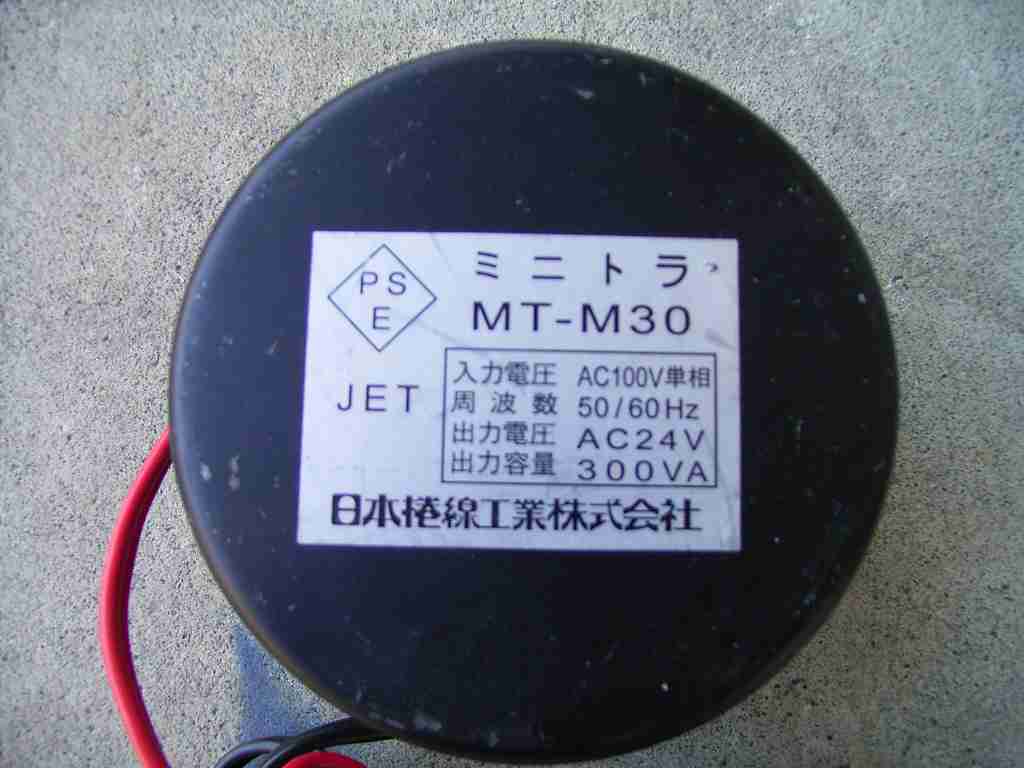 PS
E
ミニトラ
MT-M30
JET
入力電圧 AC100V単相
周波数 50/60Hz
出力電圧 AC24V
出力容量 300VA
日本捲線工業株式会社